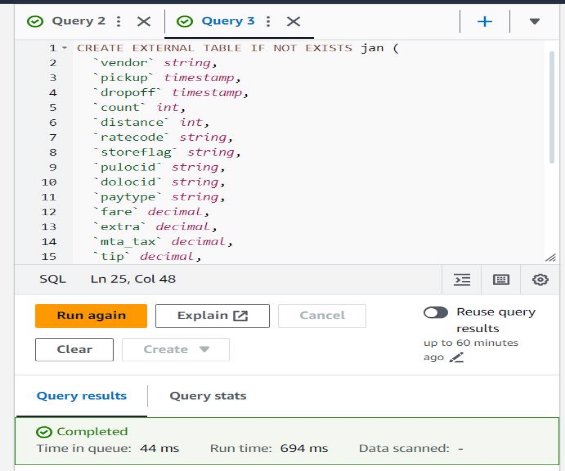 Query 2 Query 3
1 CREATE EXTERNAL TABLE IF NOT EXISTS jan (
2 `vendor` string,
3 `pickup` timestamp,
4 `dropoff` timestamp,
5 `count` int,
6 `distance` int,
7 `ratecode` string,
8 `storeflag` string,
9 `pulocid` string,
10 `dolocid` string,
11 `paytype` string,
12 `fare` decimal,
13 `extra` decimal,
14 `mta_tax` decimal,
15 `tip` decimal,
SQL Ln 25, Col 48
Run again Explain Cancel
Reuse query
results
up to 60 minutes
ago
Clear Create
Query results Query stats
Completed
Time in queue: 44 ms Run time: 694 ms Data scanned: -